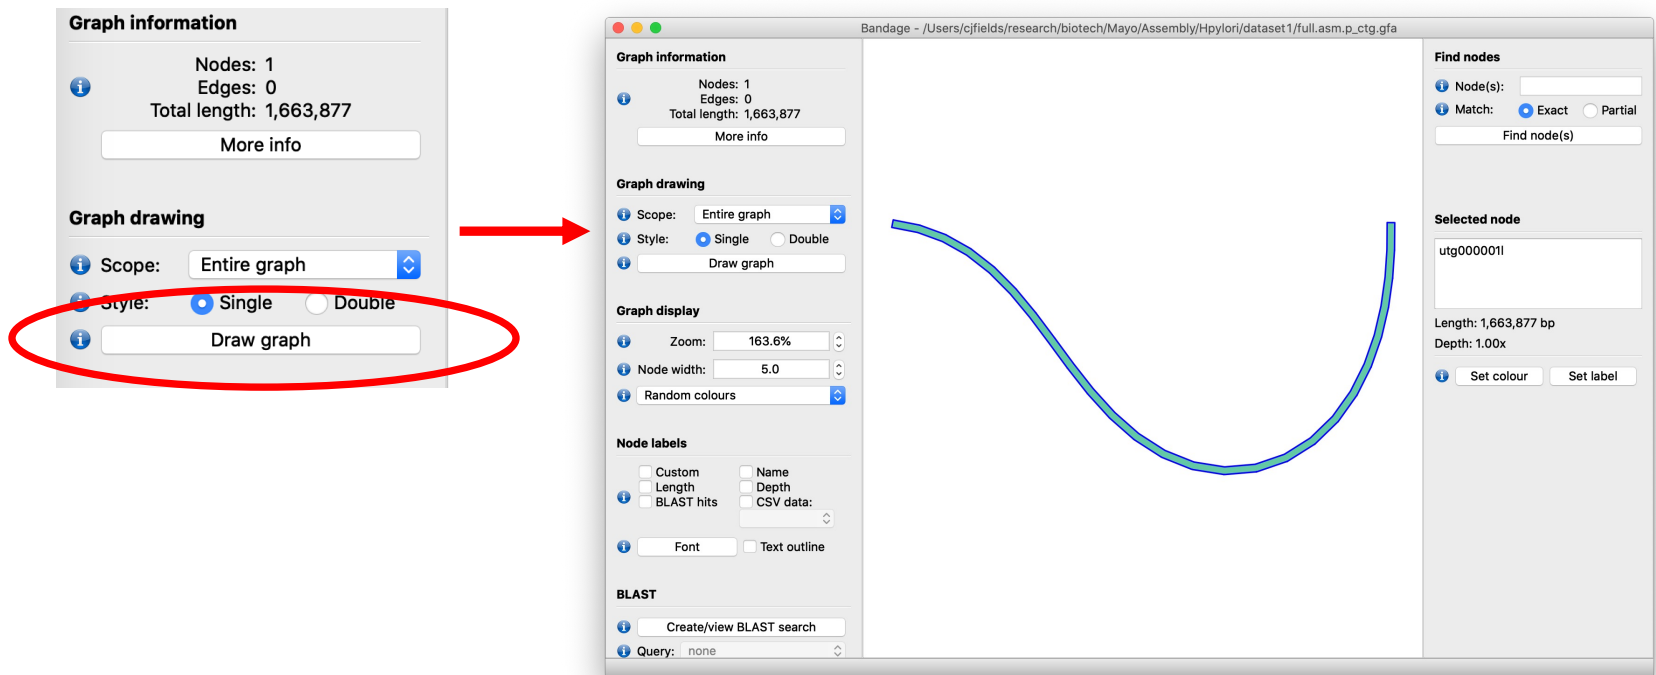 Graph information
Nodes: 1
Edges: 0
Total length: 1,663,877
More info
Graph drawing
Scope: Entire graph
Style: Single Double
Draw graph
Bandage - /Users/cjfields/research/biotech/Mayo/Assembly/Hpylori/dataset1/full.asm.p_ctg.gfa
Graph information
Nodes: 1
Edges: 0
Total length: 1,663,877
More info
Graph drawing
Scope: Entire graph
Style: Single Double
Draw graph
Graph display
Zoom: 163.6%
Node width: 5.0
Random colours
Node labels
Custom Name
Length Depth
BLAST hits CSV data:
Font Text outline
BLAST
Create/view BLAST search
Query: none
Find nodes
Node(s):
Match: Exact Partial
Find node(s)
Selected node
utg000001l
Length: 1,663,877 bp
Depth: 1.00x
Set colour Set label